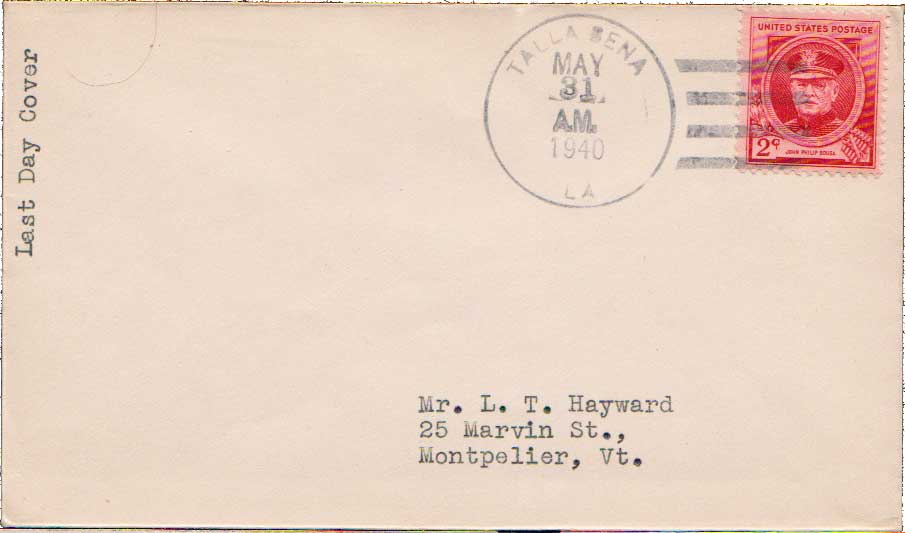 Last Day Cover
TALLA BENA
MAY
31
A.M.
1940
LA
UNITED STATES POSTAGE
2¢
JOHN PHILIP SOUSA
Mr. L. T. Hayward
25 Marvin St.,
Montpelier, Vt.